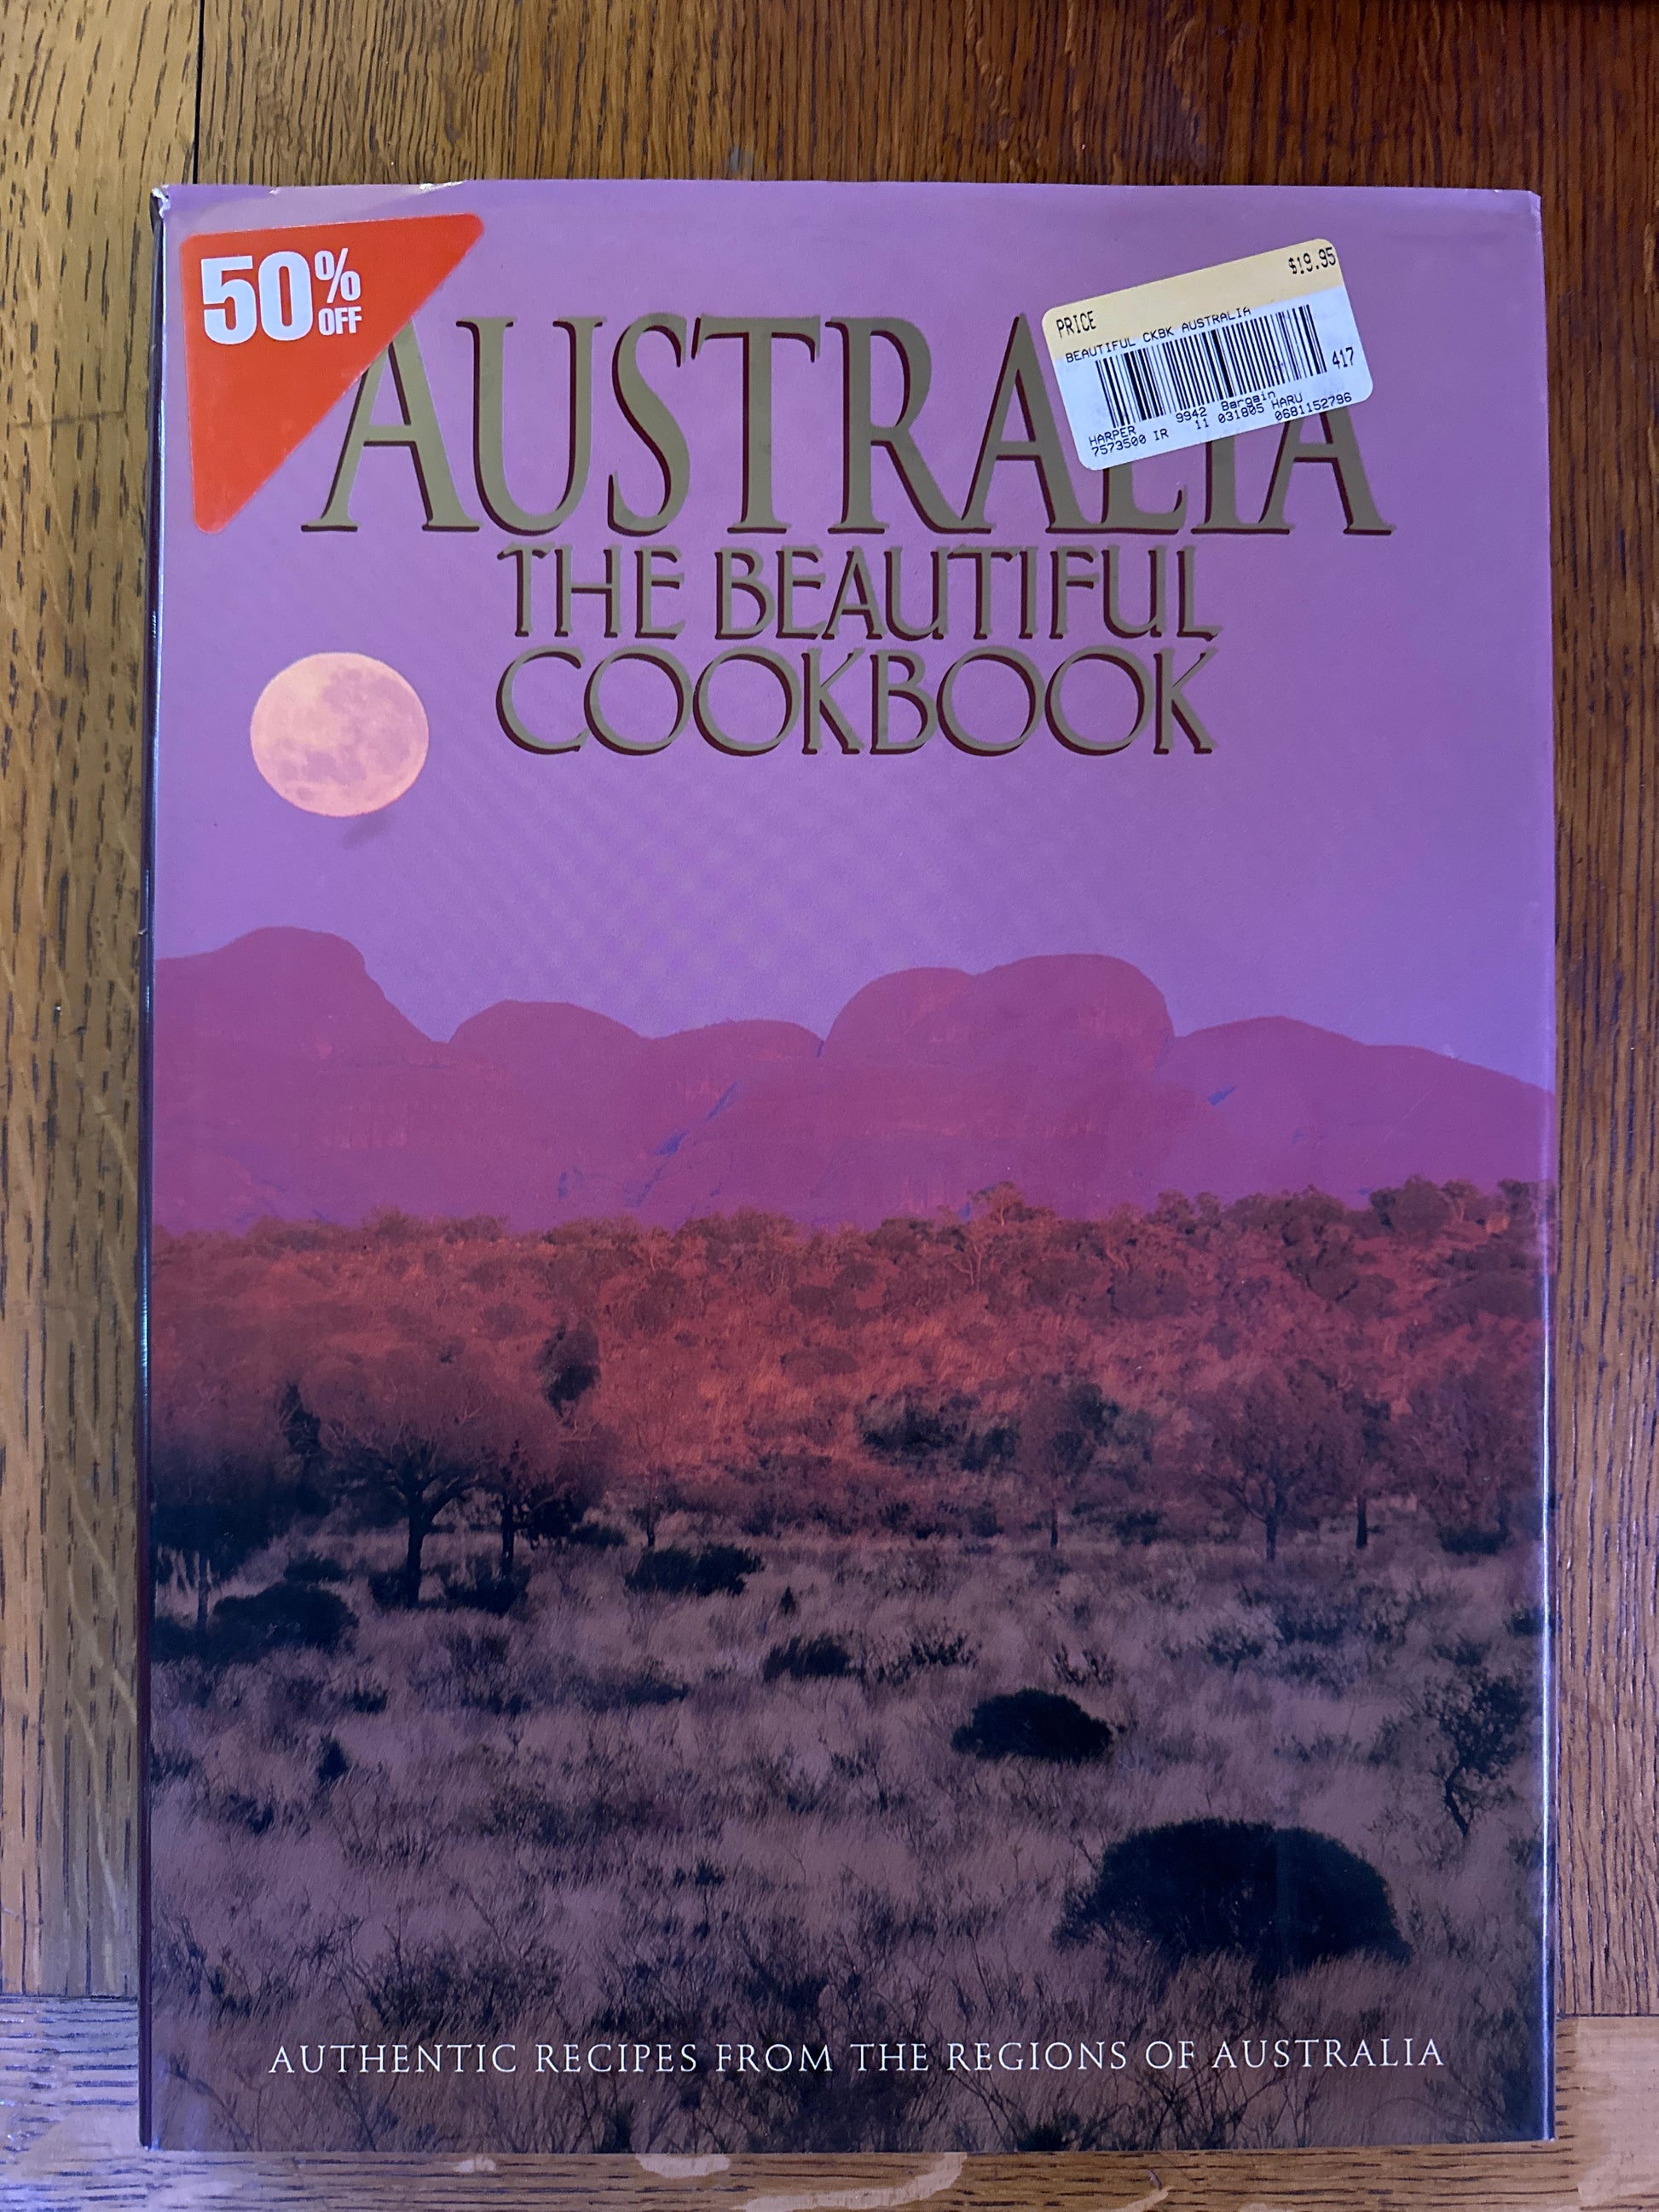 50% OFF
$19.95
PRICE
BEAUTIFUL CKBK AUSTRALIA
417
9942 Bargain
HARPER 11 031805 HARU
7573500 IR 0681152796
AUSTRALIA
THE BEAUTIFUL
COOKBOOK
AUTHENTIC RECIPES FROM THE REGIONS OF AUSTRALIA